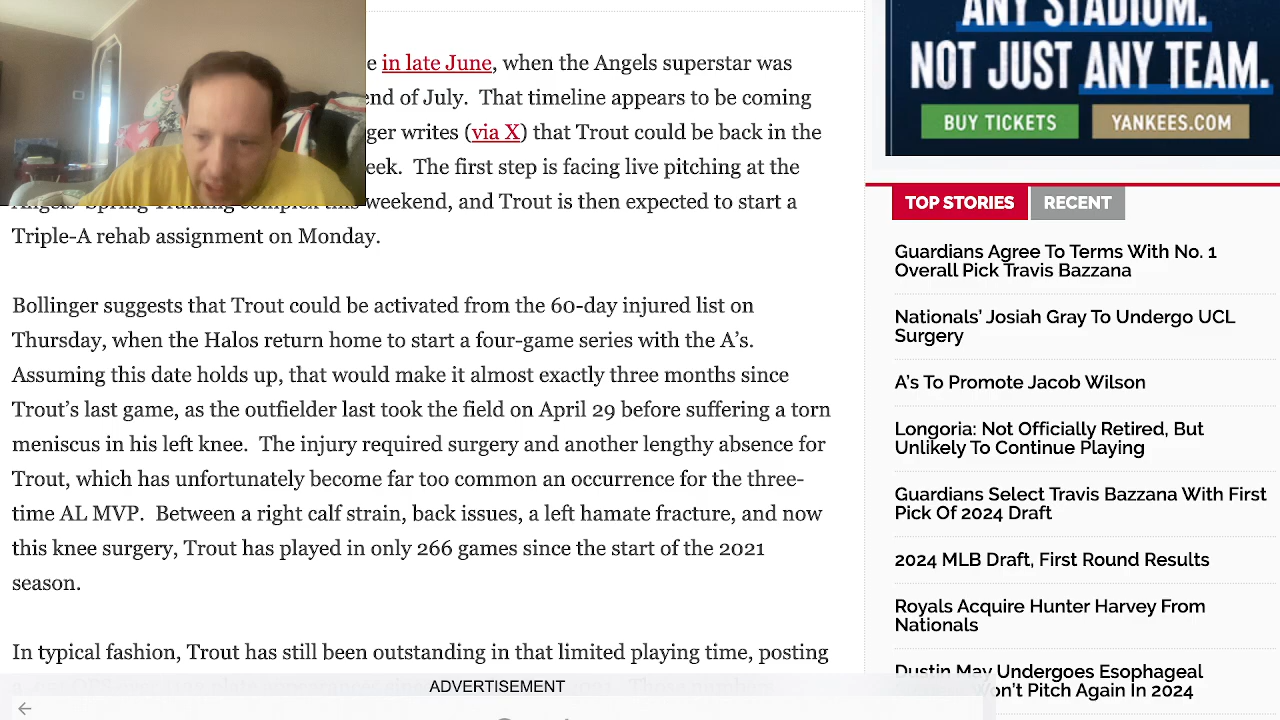 e in late June, when the Angels superstar was
end of July. That timeline appears to be coming
ger writes (via X) that Trout could be back in the
eek. The first step is facing live pitching at the
weekend, and Trout is then expected to start a
Triple-A rehab assignment on Monday.
Bollinger suggests that Trout could be activated from the 60-day injured list on
Thursday, when the Halos return home to start a four-game series with the A’s.
Assuming this date holds up, that would make it almost exactly three months since
Trout’s last game, as the outfielder last took the field on April 29 before suffering a torn
meniscus in his left knee. The injury required surgery and another lengthy absence for
Trout, which has unfortunately become far too common an occurrence for the three-
time AL MVP. Between a right calf strain, back issues, a left hamate fracture, and now
this knee surgery, Trout has played in only 266 games since the start of the 2021
season.
In typical fashion, Trout has still been outstanding in that limited playing time, posting
ADVERTISEMENT
ANY STADIUM.
NOT JUST ANY TEAM.
BUY TICKETS
YANKEES.COM
TOP STORIES
RECENT
Guardians Agree To Terms With No. 1
Overall Pick Travis Bazzana
Nationals’ Josiah Gray To Undergo UCL
Surgery
A’s To Promote Jacob Wilson
Longoria: Not Officially Retired, But
Unlikely To Continue Playing
Guardians Select Travis Bazzana With First
Pick Of 2024 Draft
2024 MLB Draft, First Round Results
Royals Acquire Hunter Harvey From
Nationals
Dustin May Undergoes Esophageal
Won’t Pitch Again In 2024